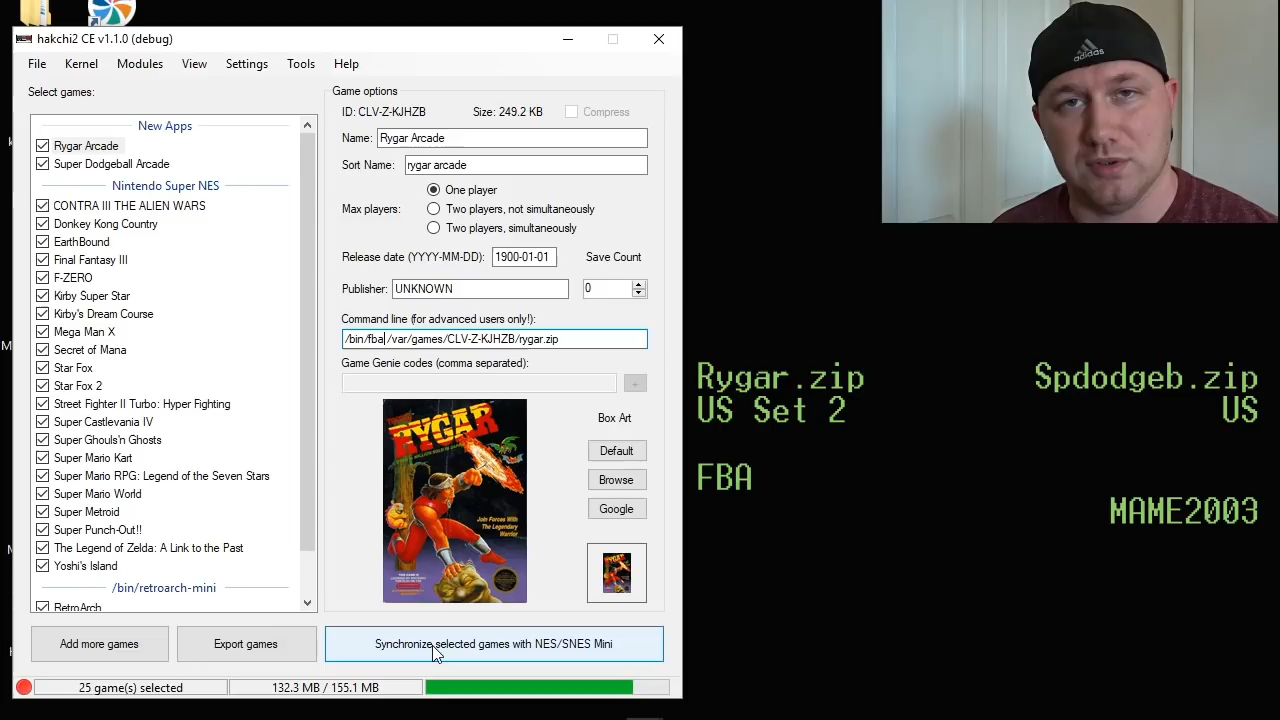 hakchi2 CE v1.1.0 (debug)
File Kernel Modules View Settings Tools Help
Select games:
New Apps
Rygar Arcade
Super Dodgeball Arcade
Nintendo Super NES
CONTRA III THE ALIEN WARS
Donkey Kong Country
EarthBound
Final Fantasy III
F-ZERO
Kirby Super Star
Kirby's Dream Course
Mega Man X
Secret of Mana
Star Fox
Star Fox 2
Street Fighter II Turbo: Hyper Fighting
Super Castlevania IV
Super Ghouls'n Ghosts
Super Mario Kart
Super Mario RPG: Legend of the Seven Stars
Super Mario World
Super Metroid
Super Punch-Out!!
The Legend of Zelda: A Link to the Past
Yoshi's Island
/bin/retroarch-mini
RetroArch
Game options
ID: CLV-Z-KJHZB Size: 249.2 KB Compress
Name: Rygar Arcade
Sort Name: rygar arcade
One player
Max players: Two players, not simultaneously
Two players, simultaneously
Release date (YYYY-MM-DD): 1900-01-01 Save Count
Publisher: UNKNOWN 0
Command line (for advanced users only!):
/bin/fba /var/games/CLV-Z-KJHZB/rygar.zip
Game Genie codes (comma separated):
+
RYGAR
Join Forces With
The Legendary
Warrior
Box Art
Default
Browse
Google
RYGAR
Add more games Export games Synchronize selected games with NES/SNES Mini
25 game(s) selected 132.3 MB / 155.1 MB
adidas
Rygar.zip Spdodgeb.zip
US Set 2 US
FBA
MAME2003